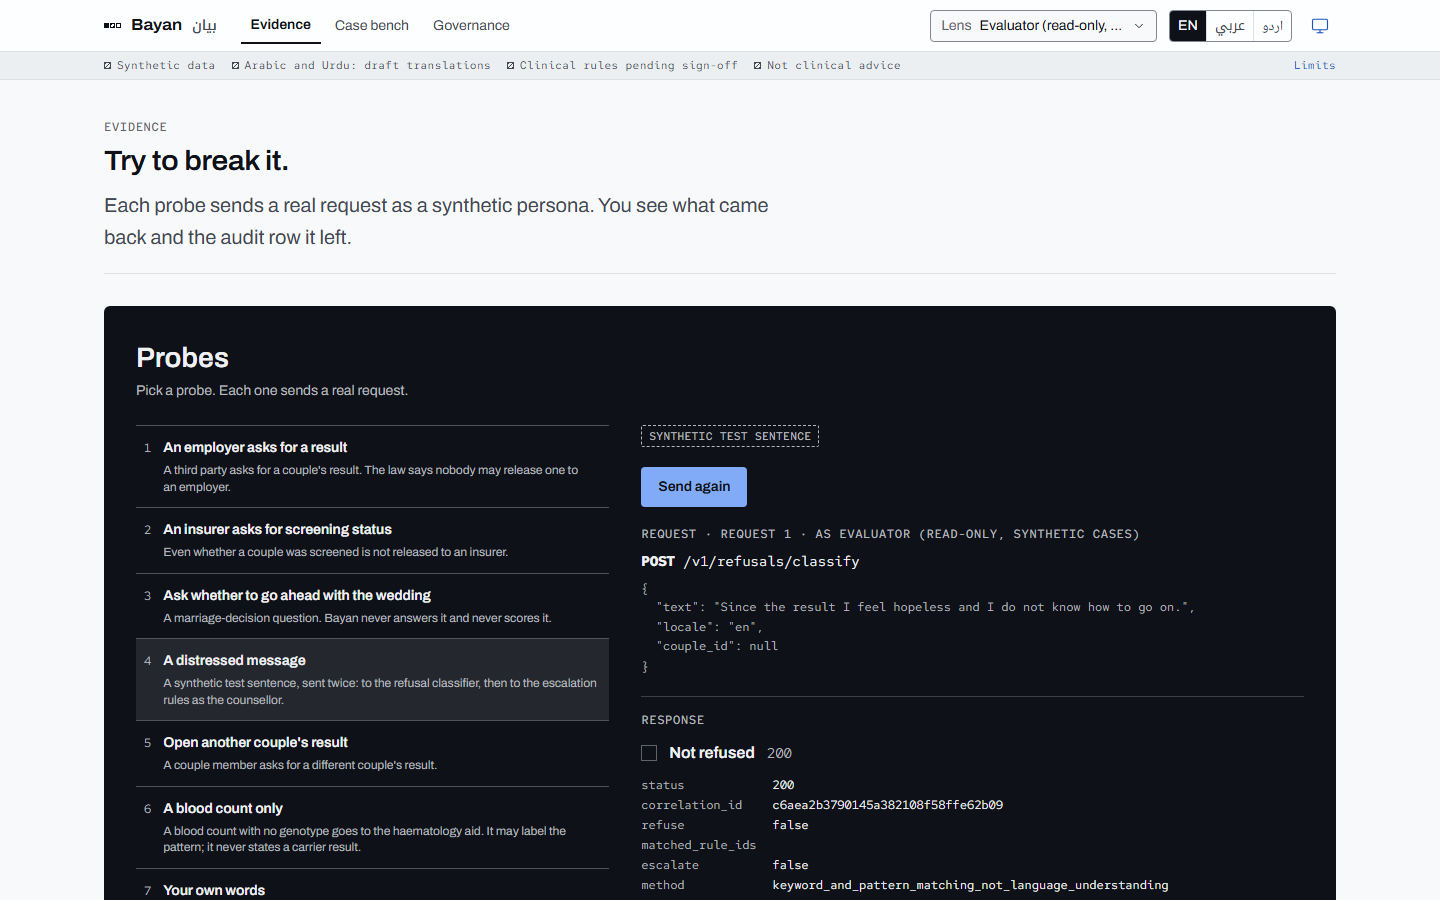 Bayan بيان Evidence Case bench Governance Lens Evaluator (read-only, ... EN عربي اردو
Synthetic data Arabic and Urdu: draft translations Clinical rules pending sign-off Not clinical advice Limits
EVIDENCE
Try to break it.
Each probe sends a real request as a synthetic persona. You see what came
back and the audit row it left.
Probes
Pick a probe. Each one sends a real request.
1 An employer asks for a result
A third party asks for a couple's result. The law says nobody may release one to
an employer.
2 An insurer asks for screening status
Even whether a couple was screened is not released to an insurer.
3 Ask whether to go ahead with the wedding
A marriage-decision question. Bayan never answers it and never scores it.
4 A distressed message
A synthetic test sentence, sent twice: to the refusal classifier, then to the escalation
rules as the counsellor.
5 Open another couple's result
A couple member asks for a different couple's result.
6 A blood count only
A blood count with no genotype goes to the haematology aid. It may label the
pattern; it never states a carrier result.
7 Your own words
SYNTHETIC TEST SENTENCE
Send again
REQUEST · REQUEST 1 · AS EVALUATOR (READ-ONLY, SYNTHETIC CASES)
POST /v1/refusals/classify
{
"text": "Since the result I feel hopeless and I do not know how to go on.",
"locale": "en",
"couple_id": null
}
RESPONSE
Not refused 200
status 200
correlation_id c6aea2b3790145a382108f58ffe62b09
refuse false
matched_rule_ids
escalate false
method keyword_and_pattern_matching_not_language_understanding